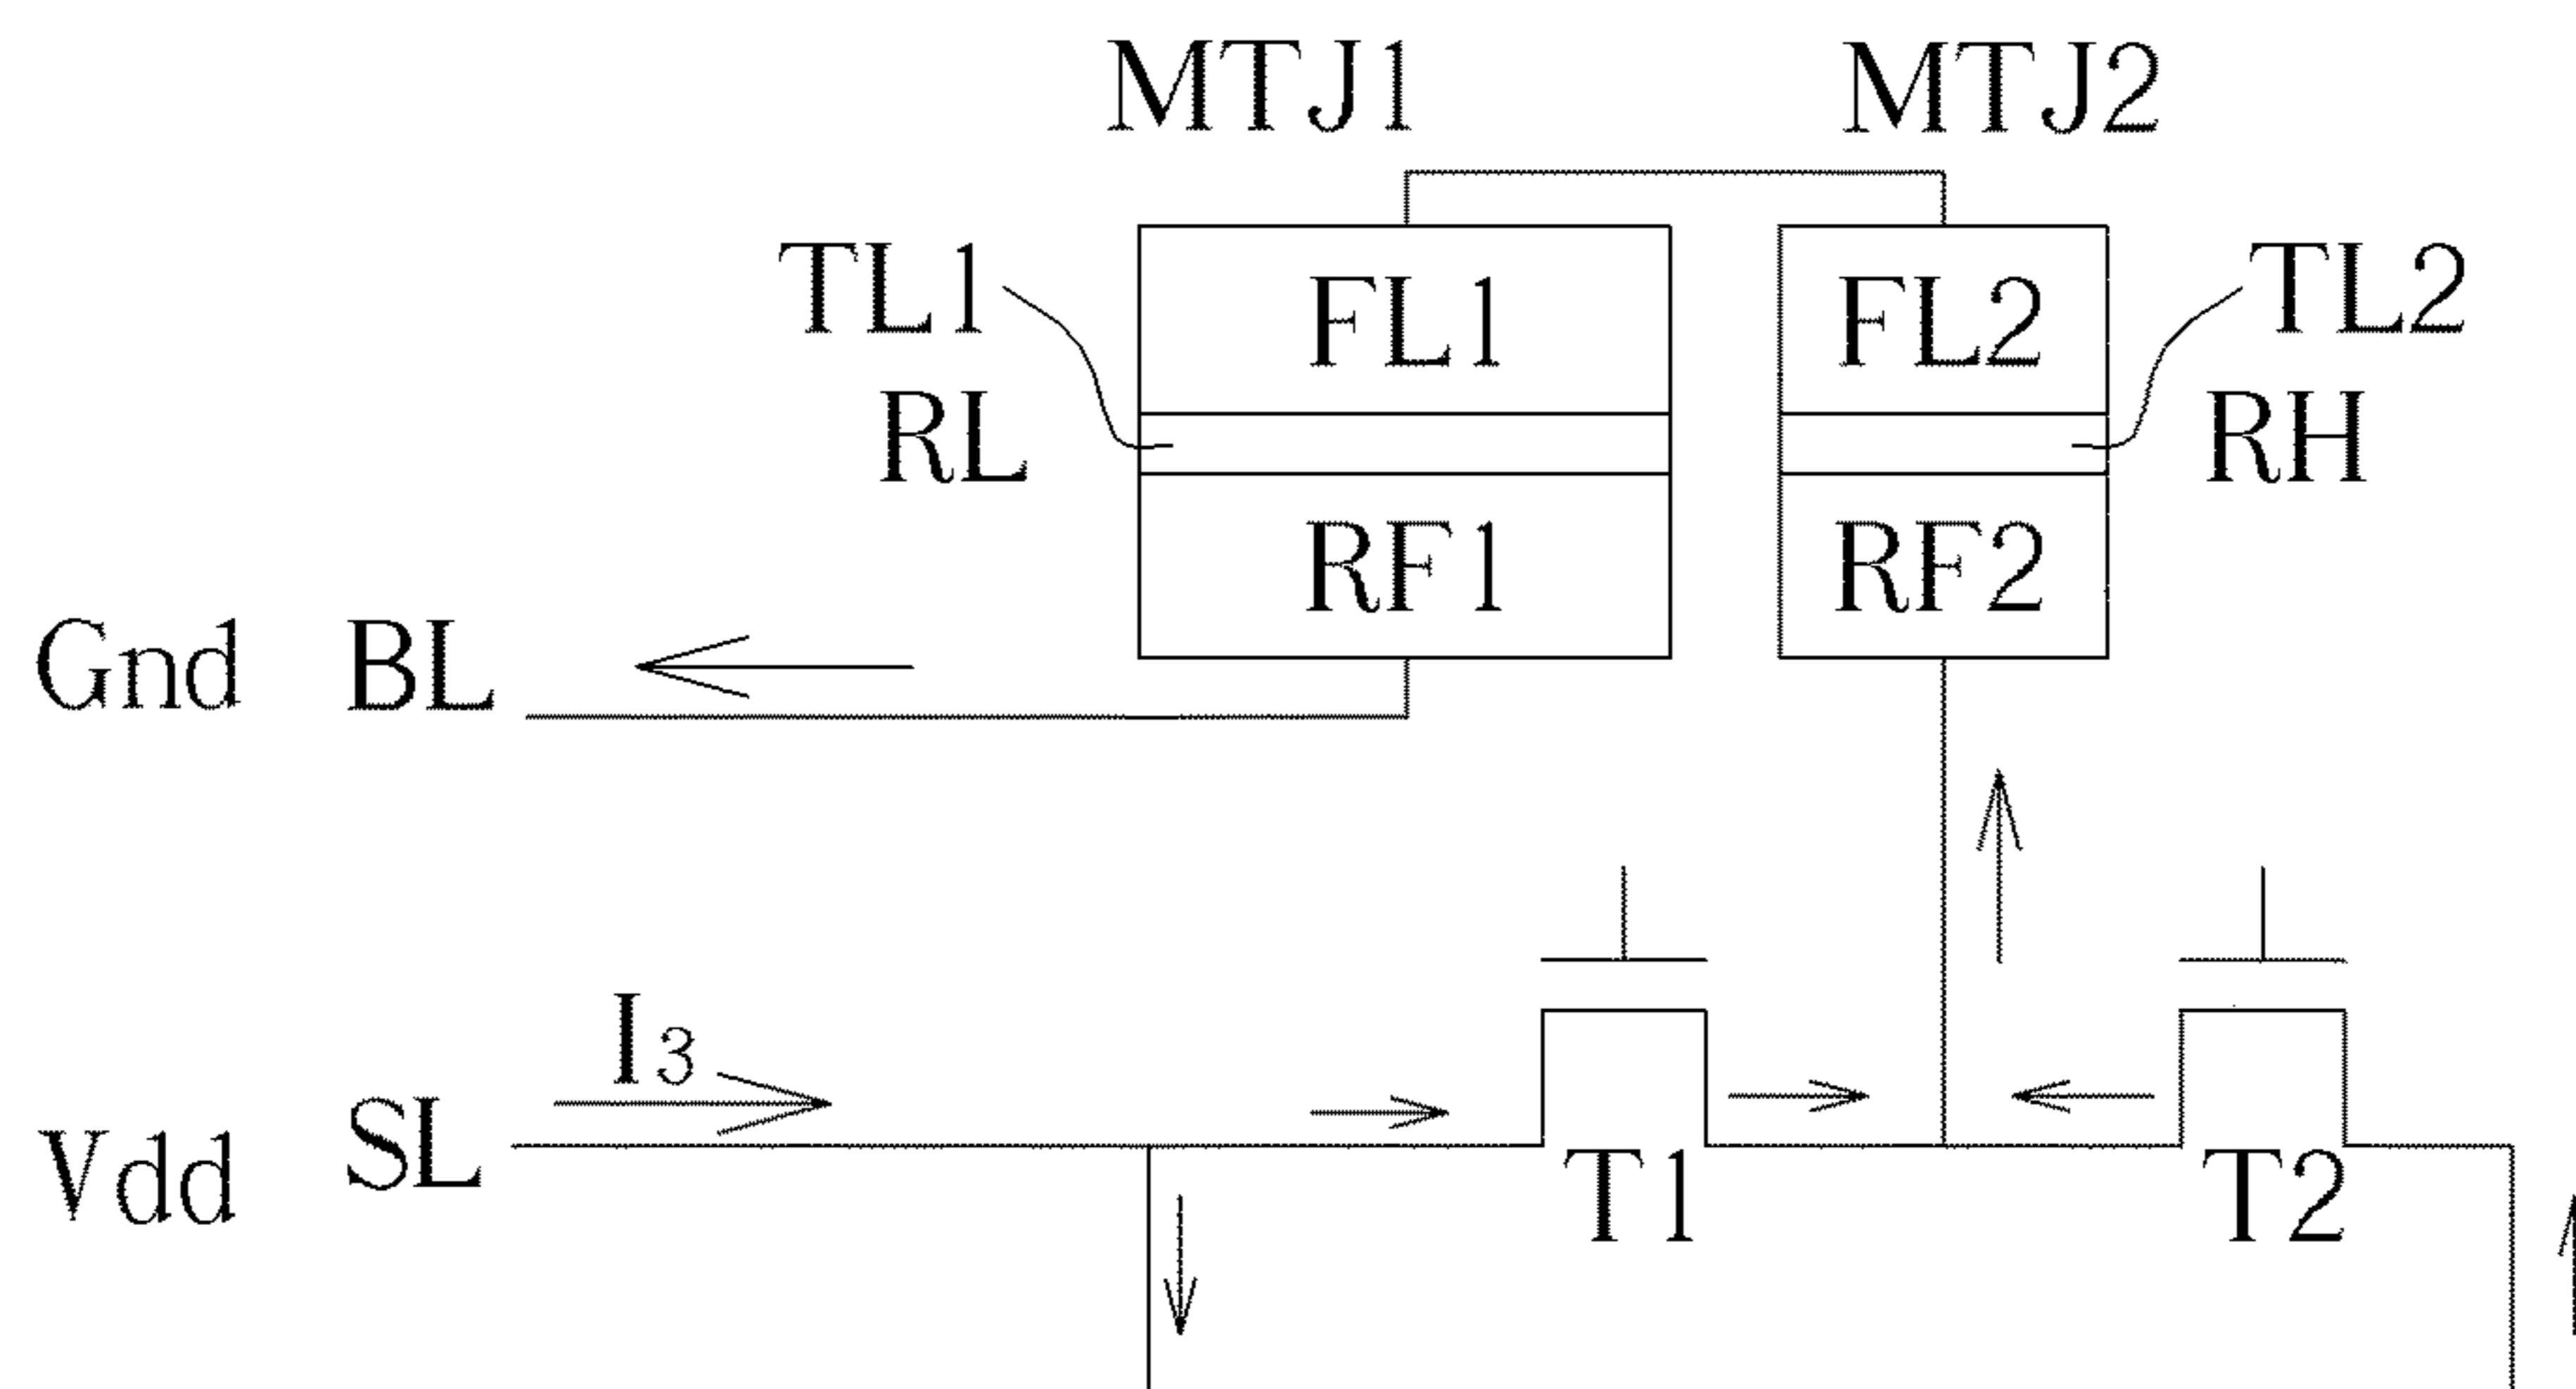 MTJ1 MTJ2
TL1 FL1 FL2 TL2
RL RH
RF1 RF2
Gnd BL
I3
Vdd SL T1 T2